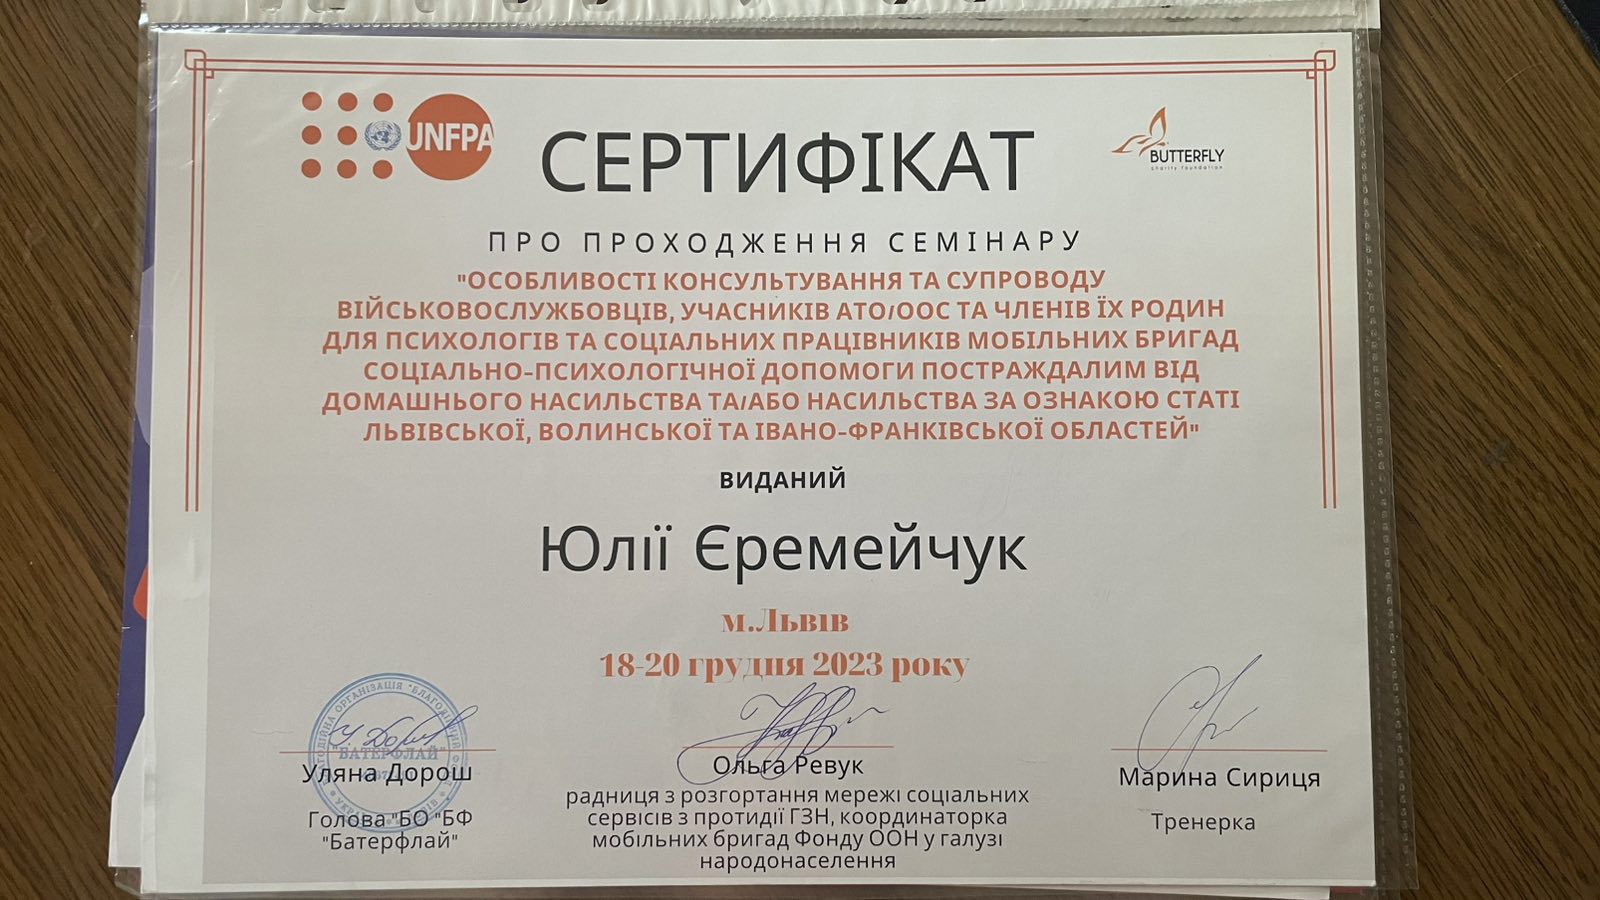 UNFPA
СЕРТИФІКАТ
BUTTERFLY
charity foundation
ПРО ПРОХОДЖЕННЯ СЕМІНАРУ
"ОСОБЛИВОСТІ КОНСУЛЬТУВАННЯ ТА СУПРОВОДУ
ВІЙСЬКОВОСЛУЖБОВЦІВ, УЧАСНИКІВ АТО/ООС ТА ЧЛЕНІВ ЇХ РОДИН
ДЛЯ ПСИХОЛОГІВ ТА СОЦІАЛЬНИХ ПРАЦІВНИКІВ МОБІЛЬНИХ БРИГАД
СОЦІАЛЬНО-ПСИХОЛОГІЧНОЇ ДОПОМОГИ ПОСТРАЖДАЛИМ ВІД
ДОМАШНЬОГО НАСИЛЬСТВА ТА/АБО НАСИЛЬСТВА ЗА ОЗНАКОЮ СТАТІ
ЛЬВІВСЬКОЇ, ВОЛИНСЬКОЇ ТА ІВАНО-ФРАНКІВСЬКОЇ ОБЛАСТЕЙ"
ВИДАНИЙ
Юлії Єремейчук
м.Львів
18-20 грудня 2023 року
"БАТЕРФЛАЙ"
Уляна Дорош
Голова "БО "БФ
"Батерфлай"
Ольга Ревук
радниця з розгортання мережі соціальних
сервісів з протидії ГЗН, координаторка
мобільних бригад Фонду ООН у галузі
народонаселення
Марина Сириця
Тренерка